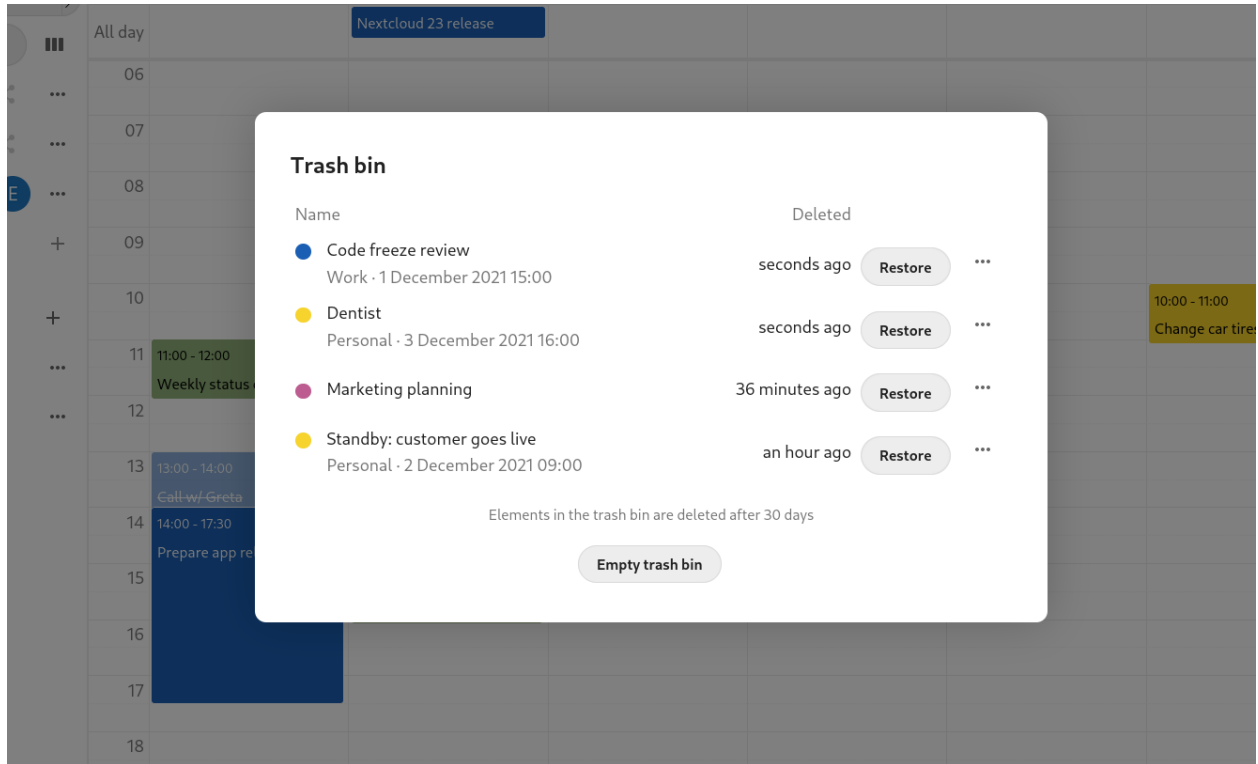 All day
Nextcloud 23 release
06
07
08
E
09
10
10:00 - 11:00
Change car tires
11
11:00 - 12:00
Weekly status
12
13
13:00 - 14:00
Call w/ Greta
14
14:00 - 17:30
Prepare app
15
16
17
18
Trash bin
Name Deleted
Code freeze review
Work · 1 December 2021 15:00
seconds ago Restore
Dentist
Personal · 3 December 2021 16:00
seconds ago Restore
Marketing planning 36 minutes ago Restore
Standby: customer goes live
Personal · 2 December 2021 09:00
an hour ago Restore
Elements in the trash bin are deleted after 30 days
Empty trash bin